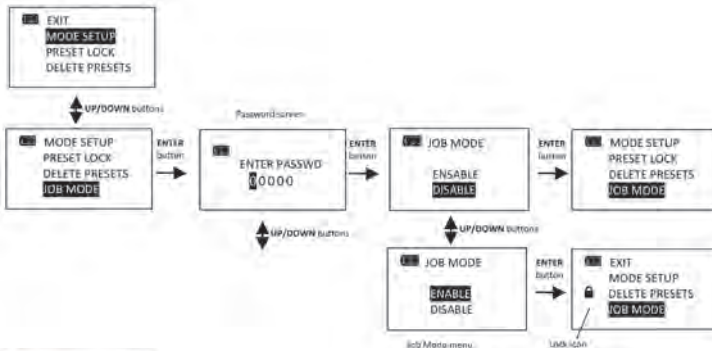 EXIT
MODE SETUP
PRESET LOCK
DELETE PRESETS
UP/DOWN buttons
MODE SETUP
PRESET LOCK
DELETE PRESETS
JOB MODE
ENTER
button
Password screen
ENTER PASSWD
00000
UP/DOWN buttons
ENTER
button
JOB MODE
ENSABLE
DISABLE
ENTER
button
MODE SETUP
PRESET LOCK
DELETE PRESETS
JOB MODE
UP/DOWN buttons
JOB MODE
ENABLE
DISABLE
Job Mode menu
ENTER
button
EXIT
MODE SETUP
DELETE PRESETS
JOB MODE
Lock icon